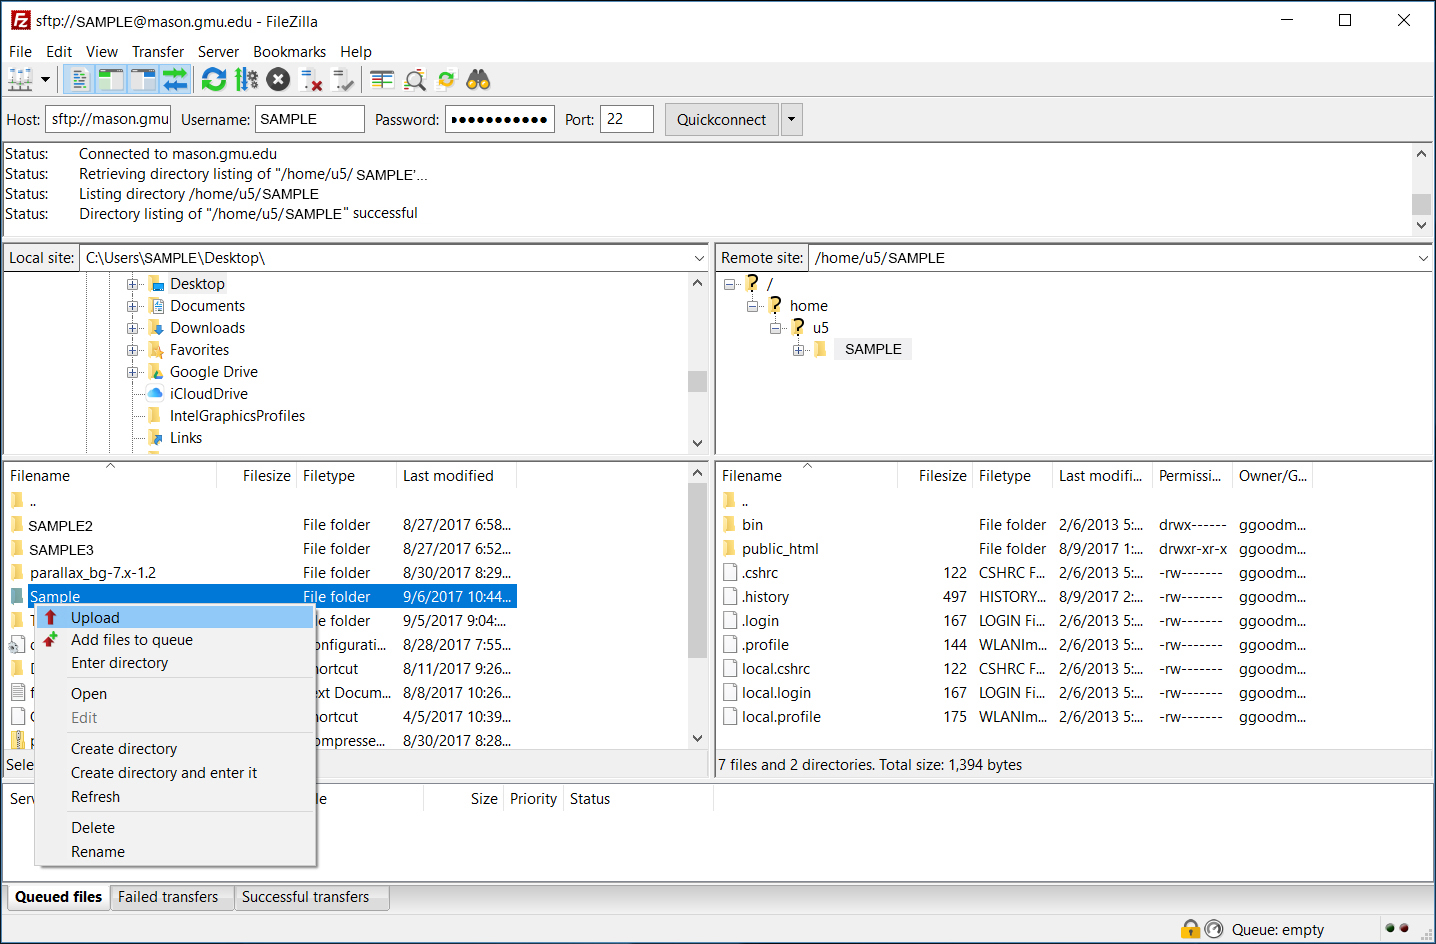 sftp://SAMPLE@mason.gmu.edu - FileZilla
File Edit View Transfer Server Bookmarks Help
Host: sftp://mason.gmu Username: SAMPLE Password: ●●●●●●●●●●● Port: 22 Quickconnect
Status: Connected to mason.gmu.edu
Status: Retrieving directory listing of "/home/u5/ SAMPLE'...
Status: Listing directory /home/u5/SAMPLE
Status: Directory listing of "/home/u5/SAMPLE" successful
Local site: C:\Users\SAMPLE\Desktop\
Desktop
Documents
Downloads
Favorites
Google Drive
iCloudDrive
IntelGraphicsProfiles
Links
Remote site: /home/u5/SAMPLE
/
home
u5
SAMPLE
Filename Filesize Filetype Last modified
..
SAMPLE2 File folder 8/27/2017 6:58...
SAMPLE3 File folder 8/27/2017 6:52...
parallax_bg-7.x-1.2 File folder 8/30/2017 8:29...
Sample File folder 9/6/2017 10:44...
9/5/2017 9:04:...
onfigurati... 8/28/2017 7:55...
hortcut 8/11/2017 9:26...
ext Docum... 8/8/2017 10:26...
hortcut 4/5/2017 10:39...
ompresse... 8/30/2017 8:28...
Sele
Upload
Add files to queue
Enter directory
Open
Edit
Create directory
Create directory and enter it
Refresh
Delete
Rename
Filename Filesize Filetype Last modifi... Permissi... Owner/G...
..
bin File folder 2/6/2013 5:... drwx------ ggoodm...
public_html File folder 8/9/2017 1:... drwxr-xr-x ggoodm...
.cshrc 122 CSHRC F... 2/6/2013 5:... -rw------- ggoodm...
.history 497 HISTORY... 8/9/2017 2:... -rw------- ggoodm...
.login 167 LOGIN Fi... 2/6/2013 5:... -rw------- ggoodm...
.profile 144 WLANIm... 2/6/2013 5:... -rw------- ggoodm...
local.cshrc 122 CSHRC F... 2/6/2013 5:... -rw------- ggoodm...
local.login 167 LOGIN Fi... 2/6/2013 5:... -rw------- ggoodm...
local.profile 175 WLANIm... 2/6/2013 5:... -rw------- ggoodm...
7 files and 2 directories. Total size: 1,394 bytes
Serv le Size Priority Status
Queued files Failed transfers Successful transfers
Queue: empty